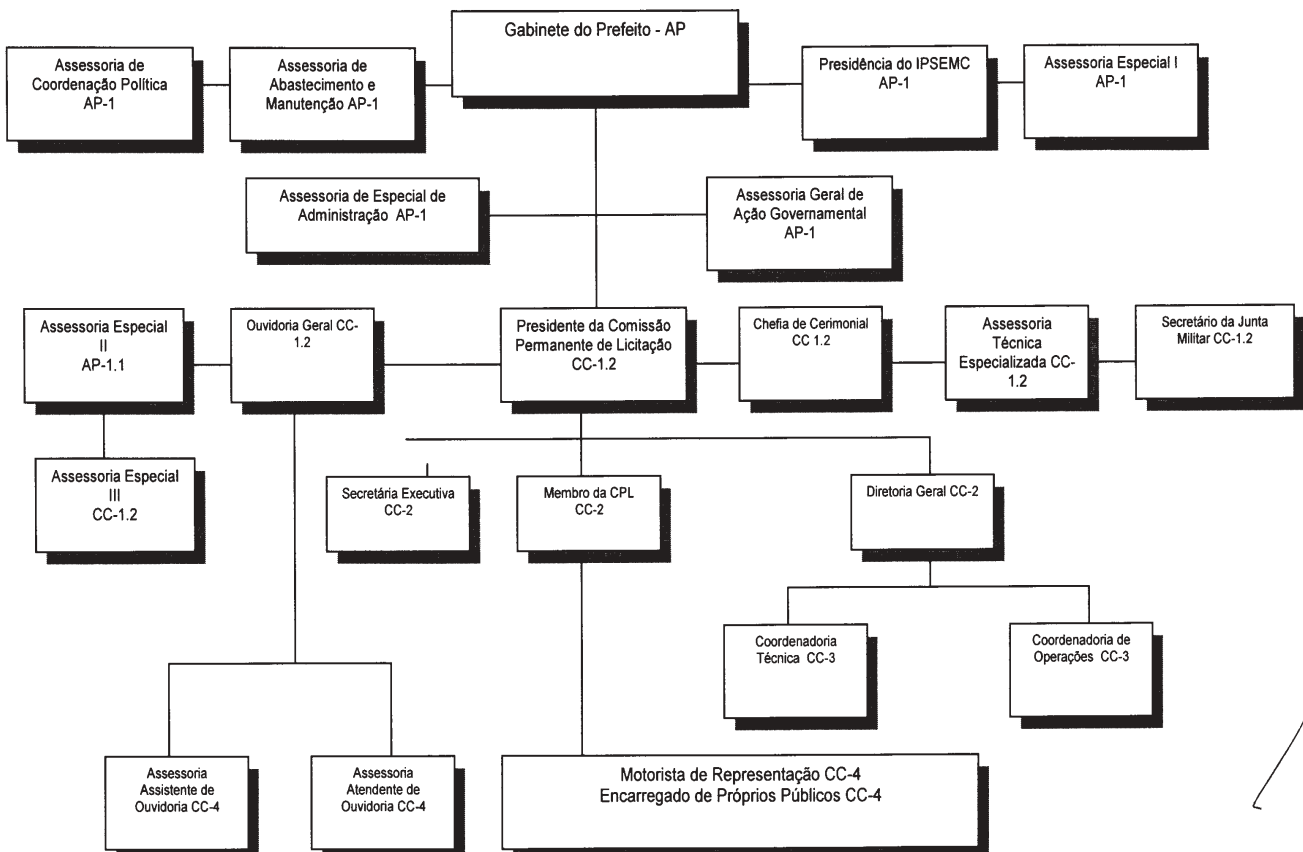 Gabinete do Prefeito - AP
Assessoria de
Coordenação Política
AP-1
Assessoria de
Abastecimento e
Manutenção AP-1
Presidência do IPSEMC
AP-1
Assessoria Especial I
AP-1
Assessoria de Especial de
Administração AP-1
Assessoria Geral de
Ação Governamental
AP-1
Assessoria Especial
II
AP-1.1
Ouvidoria Geral CC-
1.2
Presidente da Comissão
Permanente de Licitação
CC-1.2
Chefia de Cerimonial
CC 1.2
Assessoria
Técnica
Especializada CC-
1.2
Secretário da Junta
Militar CC-1.2
Assessoria Especial
III
CC-1.2
Secretária Executiva
CC-2
Membro da CPL
CC-2
Diretoria Geral CC-2
Coordenadoria
Técnica CC-3
Coordenadoria de
Operações CC-3
Assessoria
Assistente de
Ouvidoria CC-4
Assessoria
Atendente de
Ouvidoria CC-4
Motorista de Representação CC-4
Encarregado de Próprios Públicos CC-4